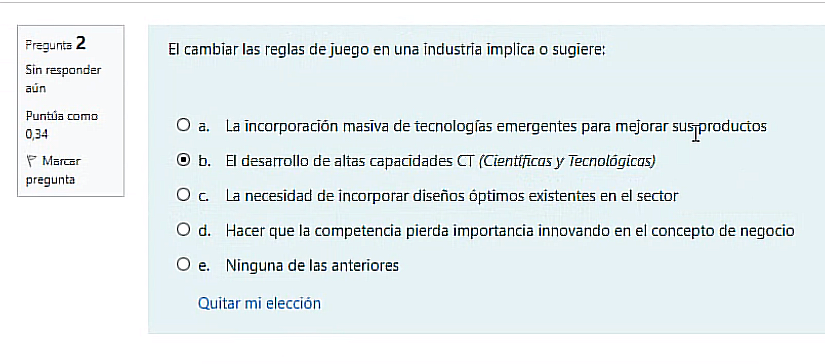 Pregunta 2
Sin responder
aún
Puntúa como
0,34
Marcar
pregunta
El cambiar las reglas de juego en una industria implica o sugiere:
a. La incorporación masiva de tecnologías emergentes para mejorar sus productos
b. El desarrollo de altas capacidades CT (Científicas y Tecnológicas)
c. La necesidad de incorporar diseños óptimos existentes en el sector
d. Hacer que la competencia pierda importancia innovando en el concepto de negocio
e. Ninguna de las anteriores
Quitar mi elección